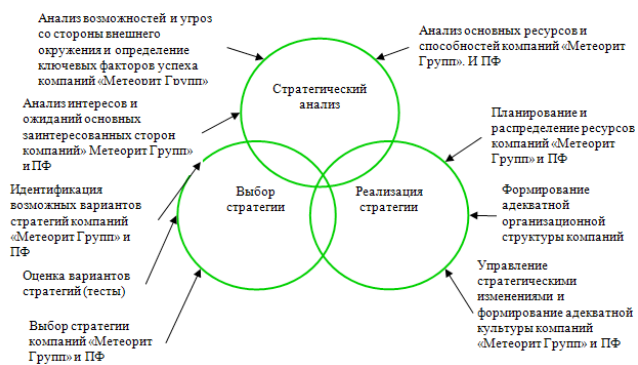 Анализ возможностей и угроз
со стороны внешнего
окружения и определение
ключевых факторов успеха
компаний «Метеорит Групп»
Анализ основных ресурсов и
способностей компаний «Метеорит
Групп». И ПФ
Стратегический
анализ
Анализ интересов и
ожиданий основных
заинтересованных сторон
компаний» Метеорит Групп»
и ПФ
Планирование и
распределение ресурсов
компаний «Метеорит
Групп» и ПФ
Идентификация
возможных вариантов
стратегий компаний
«Метеорит Групп» и
ПФ
Выбор
стратегии
Реализация
стратегии
Формирование
адекватной
организационной
структуры компаний
Оценка вариантов
стратегий (тесты)
Управление
стратегическими
изменениями и
формирование адекватной
культуры компаний
«Метеорит Групп» и ПФ
Выбор стратегии
компаний «Метеорит
Групп» и ПФ